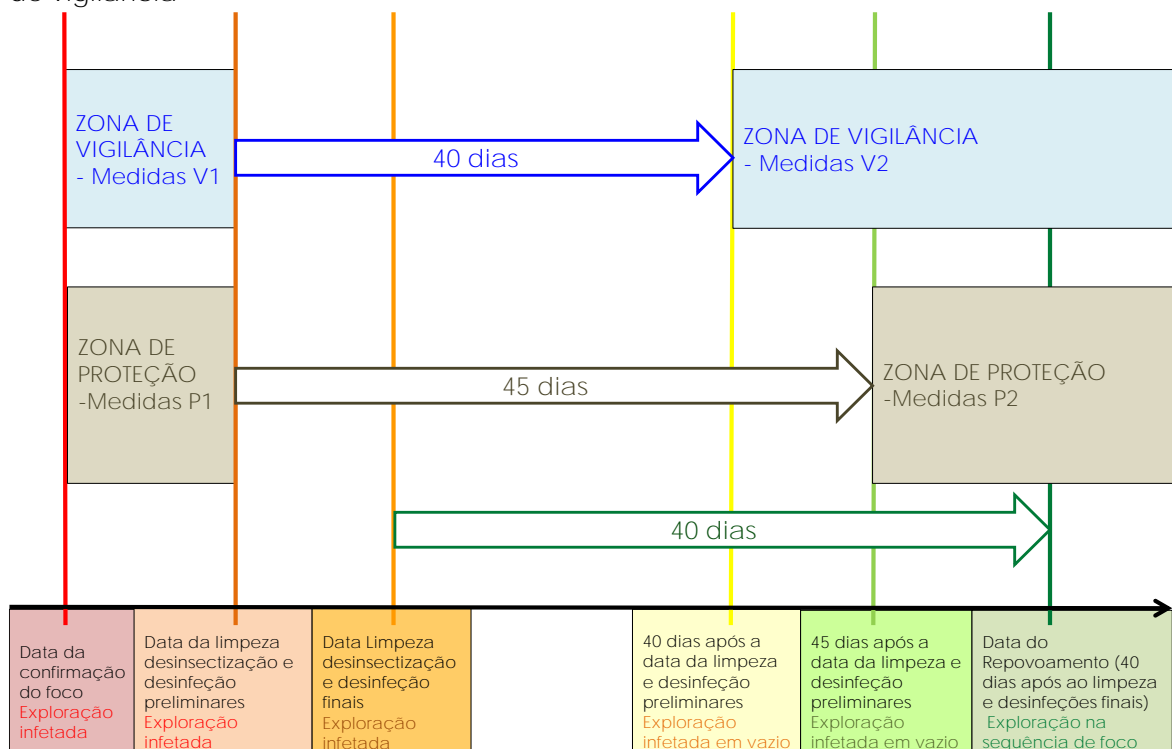 de vigilância
ZONA DE
VIGILÂNCIA
- Medidas V1
40 dias
ZONA DE VIGILÂNCIA
- Medidas V2
ZONA DE
PROTEÇÃO
-Medidas P1
45 dias
ZONA DE PROTEÇÃO
-Medidas P2
40 dias
Data da
confirmação
do foco
Exploração
infetada
Data da limpeza
desinsectização e
desinfeção
preliminares
Exploração
infetada
Data Limpeza
desinsectização
e desinfeção
finais
Exploração
infetada
40 dias após a
data da limpeza
e desinfeção
preliminares
Exploração
infetada em vazio
45 dias após a
data da limpeza e
desinfeção
preliminares
Exploração
infetada em vazio
Data do
Repovoamento (40
dias após ao limpeza
e desinfeções finais)
Exploração na
sequência de foco